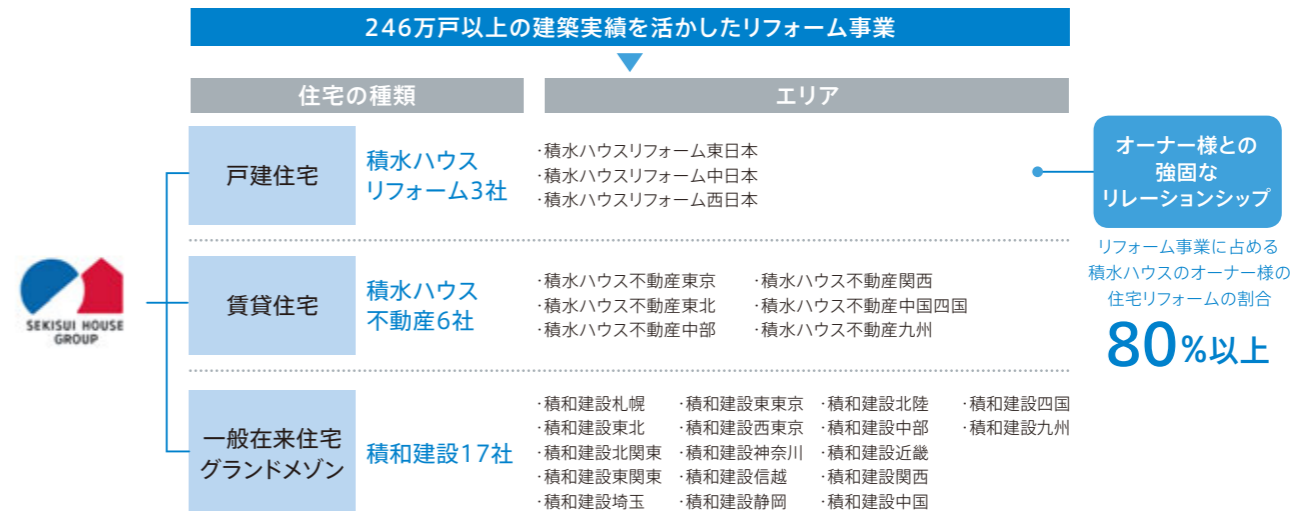 246万戸以上の建築実績を活かしたリフォーム事業
住宅の種類
エリア
戸建住宅
積水ハウス
リフォーム3社
·積水ハウスリフォーム東日本
·積水ハウスリフォーム中日本
·積水ハウスリフォーム西日本
オーナー様との
強固な
リレーションシップ
リフォーム事業に占める
積水ハウスのオーナー様の
住宅リフォームの割合
80%以上
SEKISUI HOUSE
GROUP
賃貸住宅
積水ハウス
不動産6社
·積水ハウス不動産東京 ·積水ハウス不動産関西
·積水ハウス不動産東北 ·積水ハウス不動産中国四国
·積水ハウス不動産中部 ·積水ハウス不動産九州
一般在来住宅
グランドメゾン
積和建設17社
·積和建設札幌 ·積和建設東東京 ·積和建設北陸 ·積和建設四国
·積和建設東北 ·積和建設西東京 ·積和建設中部 ·積和建設九州
·積和建設北関東 ·積和建設神奈川 ·積和建設近畿
·積和建設東関東 ·積和建設信越 ·積和建設関西
·積和建設埼玉 ·積和建設静岡 ·積和建設中国